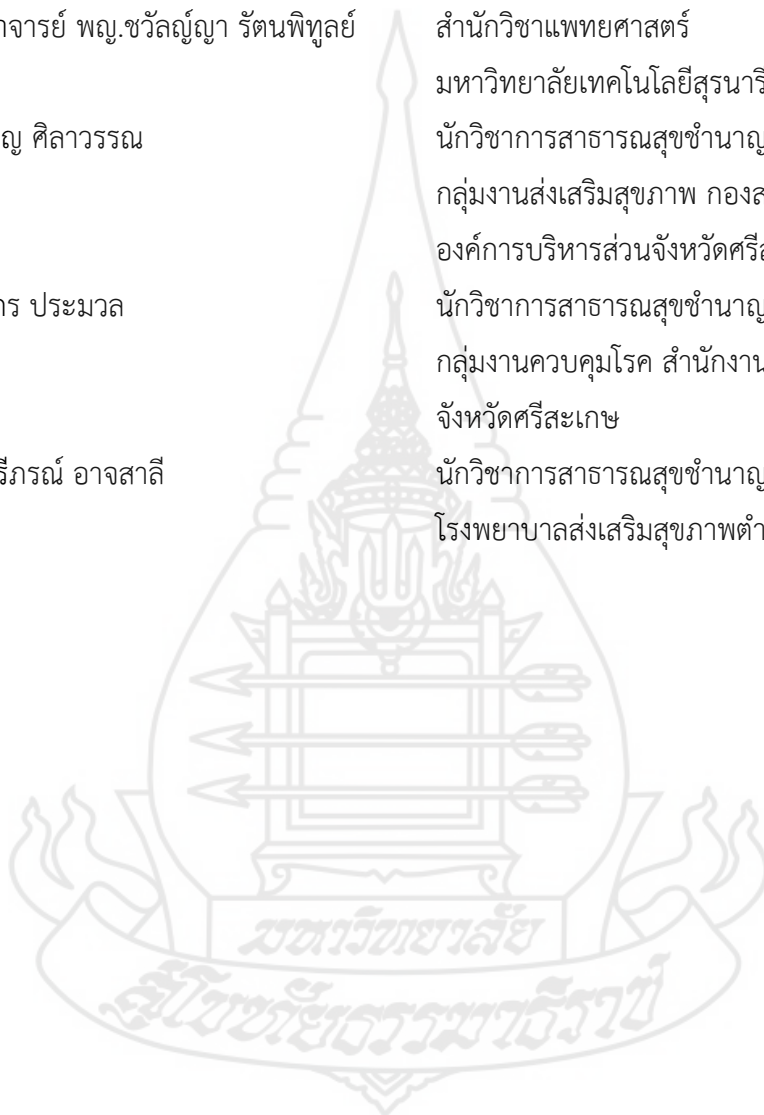 าจารย์ พญ.ชวัลญ์ญา รัตนพิทูลย์ สำนักวิชาแพทยศาสตร์
มหาวิทยาลัยเทคโนโลยีสุรนารี
ญ ศิลาวรรณ นักวิชาการสาธารณสุขชำนาญ
กลุ่มงานส่งเสริมสุขภาพ กองส
องค์การบริหารส่วนจังหวัดศรีส
าร ประมวล นักวิชาการสาธารณสุขชำนาญ
กลุ่มงานควบคุมโรค สำนักงาน
จังหวัดศรีสะเกษ
รีภรณ์ อาจสาลี นักวิชาการสาธารณสุขชำนาญ
โรงพยาบาลส่งเสริมสุขภาพตำ
มหาวิทยาลัย
สุโขทัยธรรมาธิราช